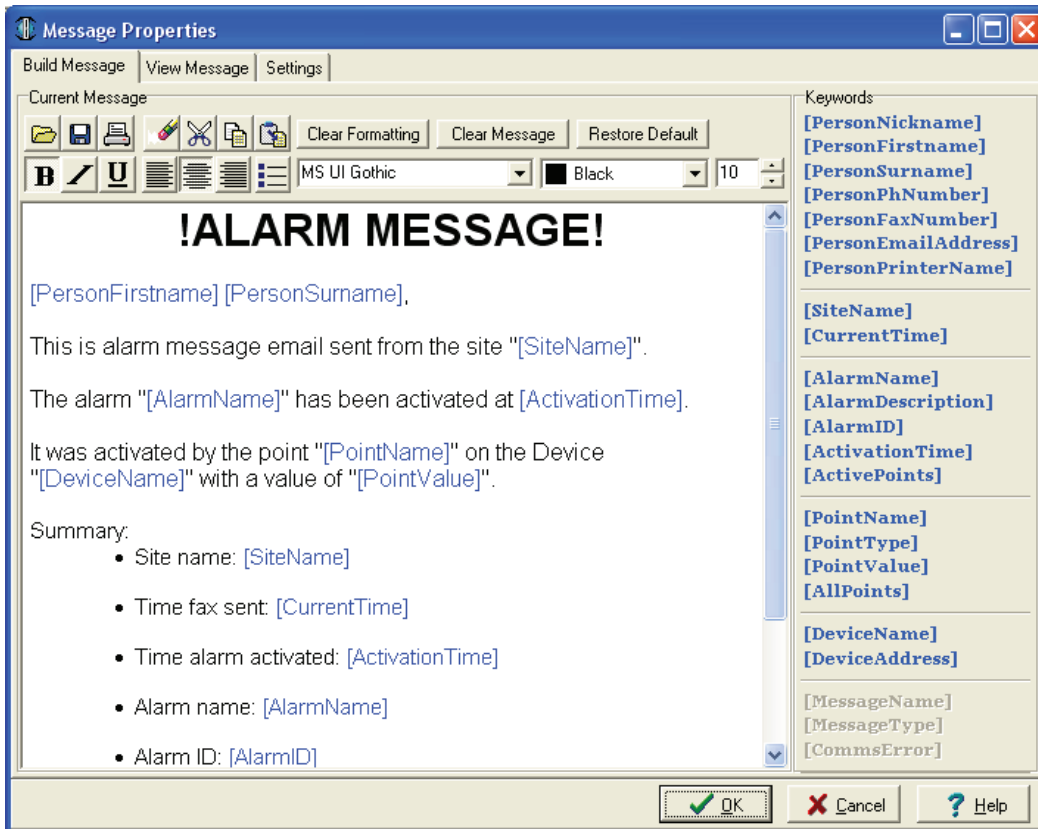 Message Properties
Build Message View Message Settings
Current Message
Clear Formatting Clear Message Restore Default
B I U MS UI Gothic Black 10
!ALARM MESSAGE!
[PersonFirstname] [PersonSurname],
This is alarm message email sent from the site "[SiteName]".
The alarm "[AlarmName]" has been activated at [ActivationTime].
It was activated by the point "[PointName]" on the Device
"[DeviceName]" with a value of "[PointValue]".
Summary:
• Site name: [SiteName]
• Time fax sent: [CurrentTime]
• Time alarm activated: [ActivationTime]
• Alarm name: [AlarmName]
• Alarm ID: [AlarmID]
Keywords
[PersonNickname]
[PersonFirstname]
[PersonSurname]
[PersonPhNumber]
[PersonFaxNumber]
[PersonEmailAddress]
[PersonPrinterName]
[SiteName]
[CurrentTime]
[AlarmName]
[AlarmDescription]
[AlarmID]
[ActivationTime]
[ActivePoints]
[PointName]
[PointType]
[PointValue]
[AllPoints]
[DeviceName]
[DeviceAddress]
[MessageName]
[MessageType]
[CommsError]
OK Cancel Help